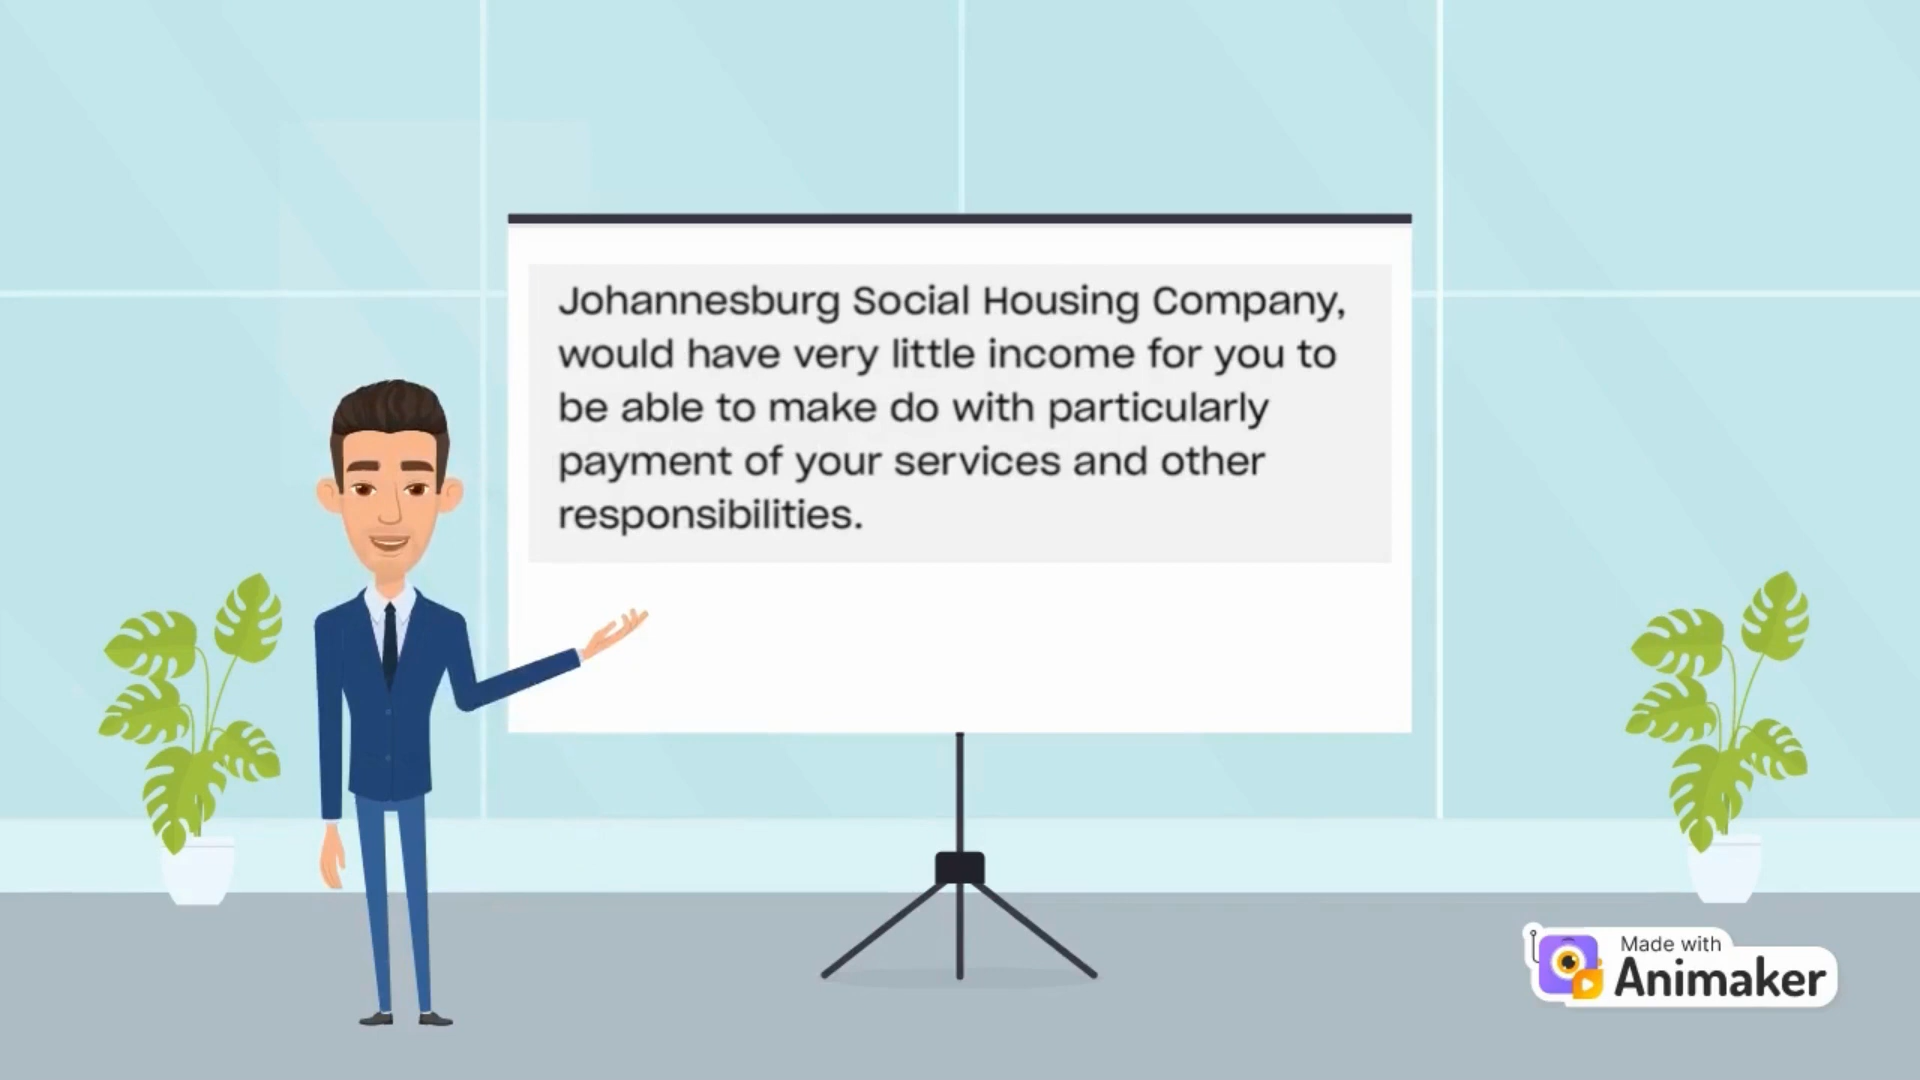 Johannesburg Social Housing Company,
would have very little income for you to
be able to make do with particularly
payment of your services and other
responsibilities.
Made with
Animaker